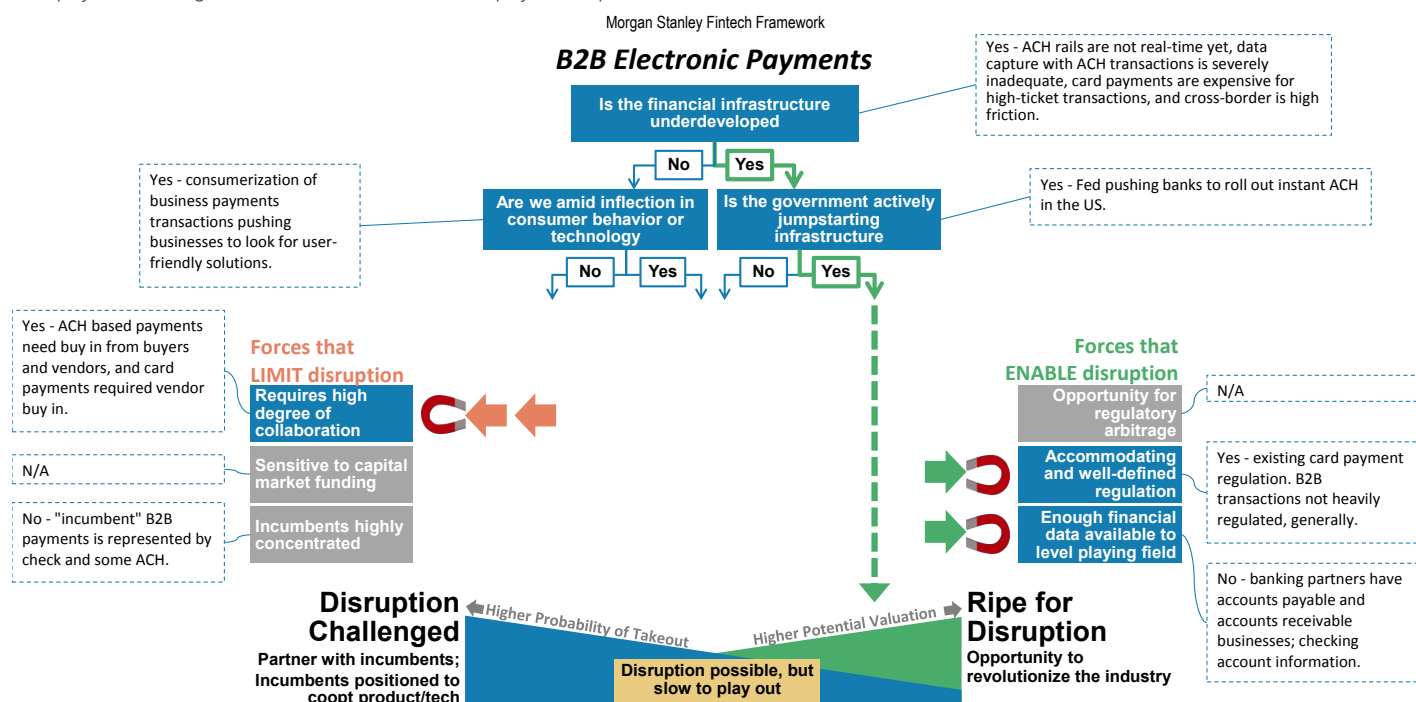 Morgan Stanley Fintech Framework
B2B Electronic Payments
Yes - ACH rails are not real-time yet, data
capture with ACH transactions is severely
inadequate, card payments are expensive for
high-ticket transactions, and cross-border is high
friction.
Is the financial infrastructure
underdeveloped
No
Yes
Yes - consumerization of
business payments
transactions pushing
businesses to look for user-
friendly solutions.
Are we amid inflection in
consumer behavior or
technology
Is the government actively
jumpstarting
infrastructure
Yes - Fed pushing banks to roll out instant ACH
in the US.
No
Yes
No
Yes
Yes - ACH based payments
need buy in from buyers
and vendors, and card
payments required vendor
buy in.
Forces that
LIMIT disruption
Requires high
degree of
collaboration
N/A
Sensitive to capital
market funding
No - "incumbent" B2B
payments is represented by
check and some ACH.
Incumbents highly
concentrated
Forces that
ENABLE disruption
Opportunity for
regulatory
arbitrage
N/A
Accommodating
and well-defined
regulation
Yes - existing card payment
regulation. B2B
transactions not heavily
regulated, generally.
Enough financial
data available to
level playing field
No - banking partners have
accounts payable and
accounts receivable
businesses; checking
account information.
Disruption
Challenged
Partner with incumbents;
Incumbents positioned to
coopt product/tech
Higher Probability of Takeout
Higher Potential Valuation
Disruption possible, but
slow to play out
Ripe for
Disruption
Opportunity to
revolutionize the industry